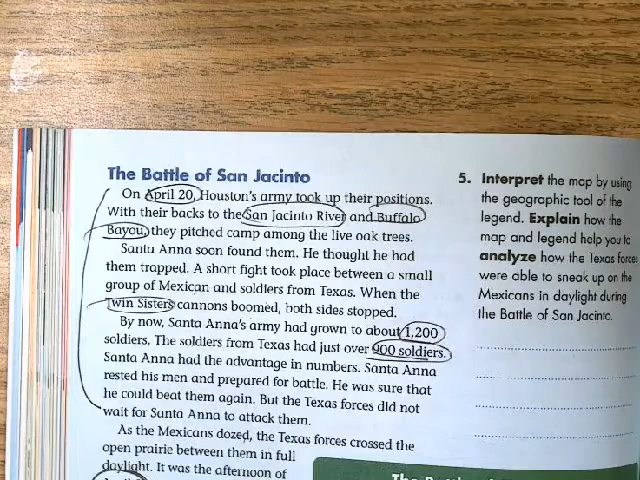 The Battle of San Jacinto
On April 20, Houston's army took up their positions.
With their backs to the San Jacinto River and Buffalo
Bayou, they pitched camp among the live oak trees.
Santa Anna soon found them. He thought he had
them trapped. A short fight took place between a small
group of Mexican and soldiers from Texas. When the
Twin Sisters cannons boomed, both sides stopped.
By now, Santa Anna's army had grown to about 1,200
soldiers. The soldiers from Texas had just over 900 soldiers.
Santa Anna had the advantage in numbers. Santa Anna
rested his men and prepared for battle. He was sure that
he could beat them again. But the Texas forces did not
wait for Santa Anna to attack them.
As the Mexicans dozed, the Texas forces crossed the
open prairie between them in full
daylight. It was the afternoon of
5. Interpret the map by using
the geographic tool of the
legend. Explain how the
map and legend help you to
analyze how the Texas forces
were able to sneak up on the
Mexicans in daylight during
the Battle of San Jacinto.
The